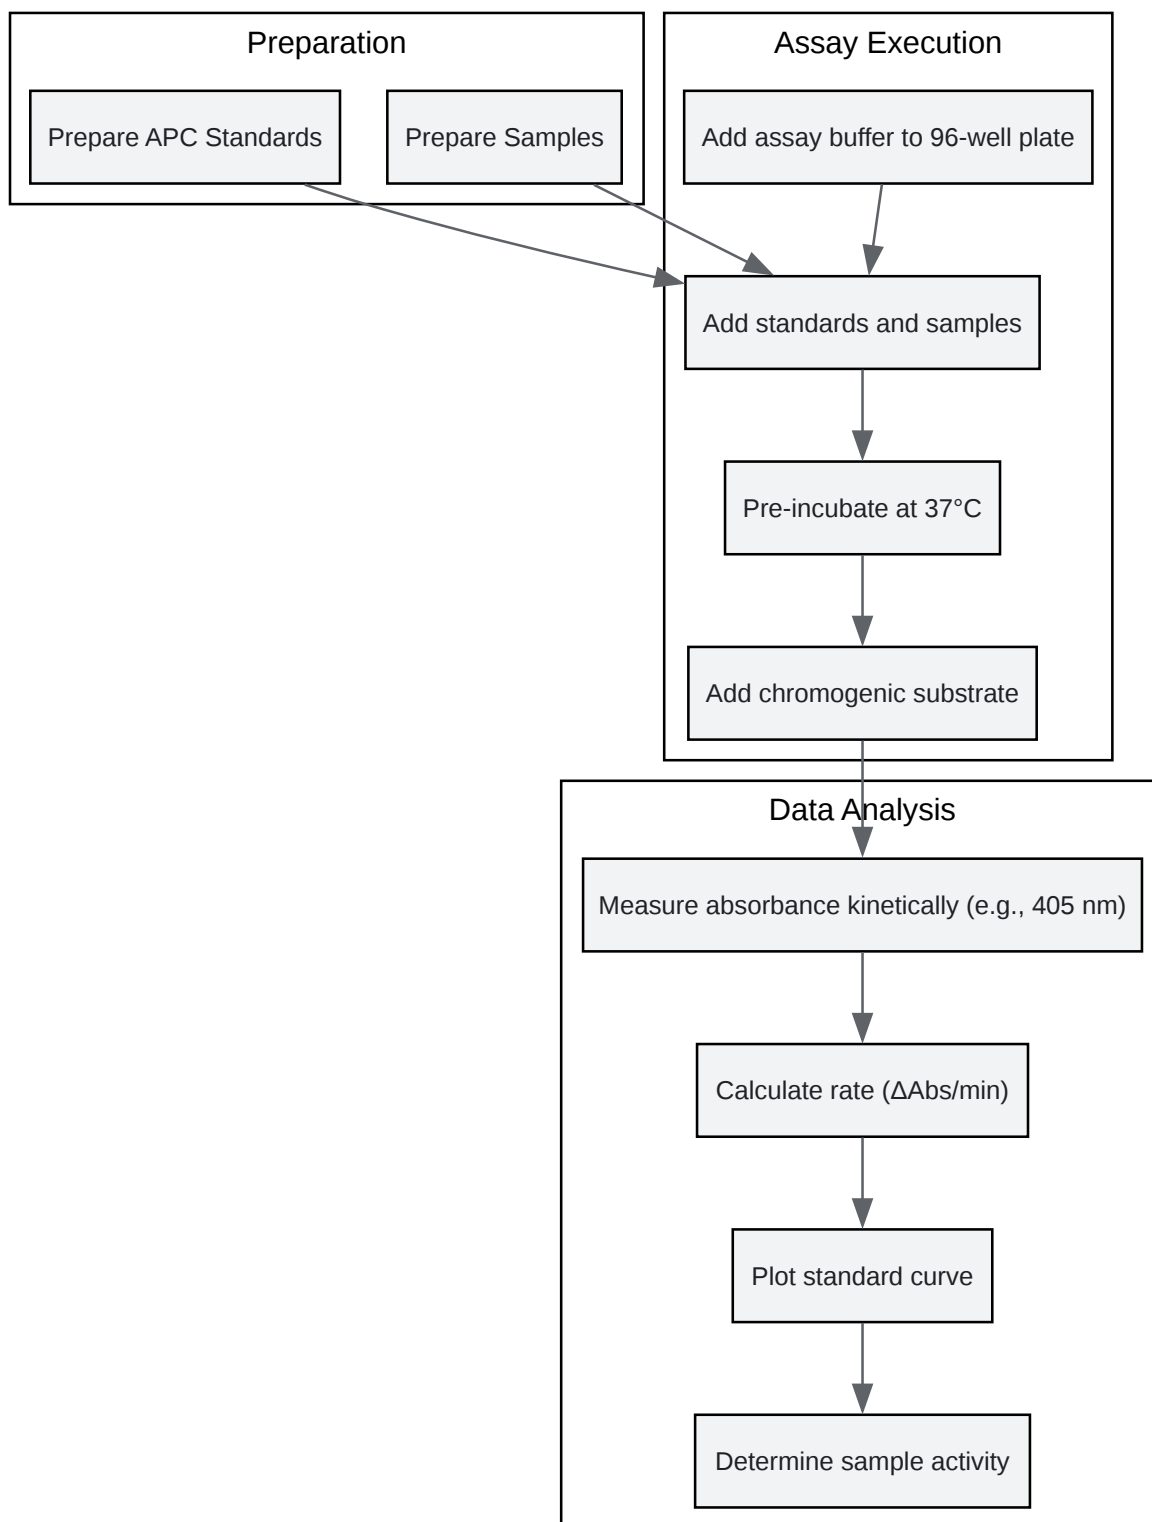 Preparation
Prepare APC Standards
Prepare Samples
Assay Execution
Add assay buffer to 96-well plate
Add standards and samples
Pre-incubate at 37°C
Add chromogenic substrate
Data Analysis
Measure absorbance kinetically (e.g., 405 nm)
Calculate rate (ΔAbs/min)
Plot standard curve
Determine sample activity